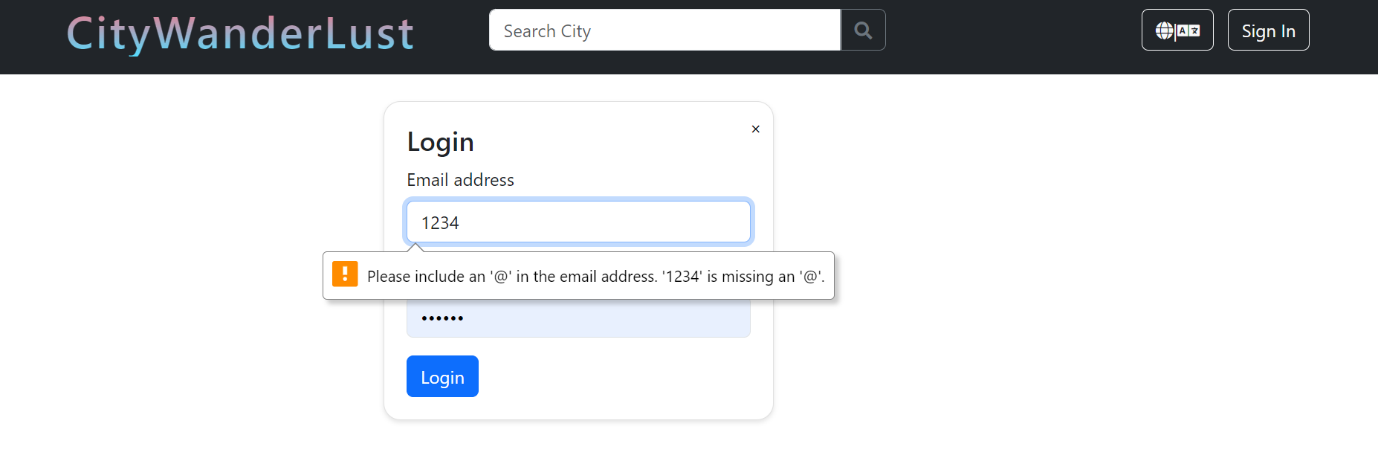 CityWanderLust
Search City
Sign In
Login
×
Email address
1234
Please include an '@' in the email address. '1234' is missing an '@'.
••••••
Login